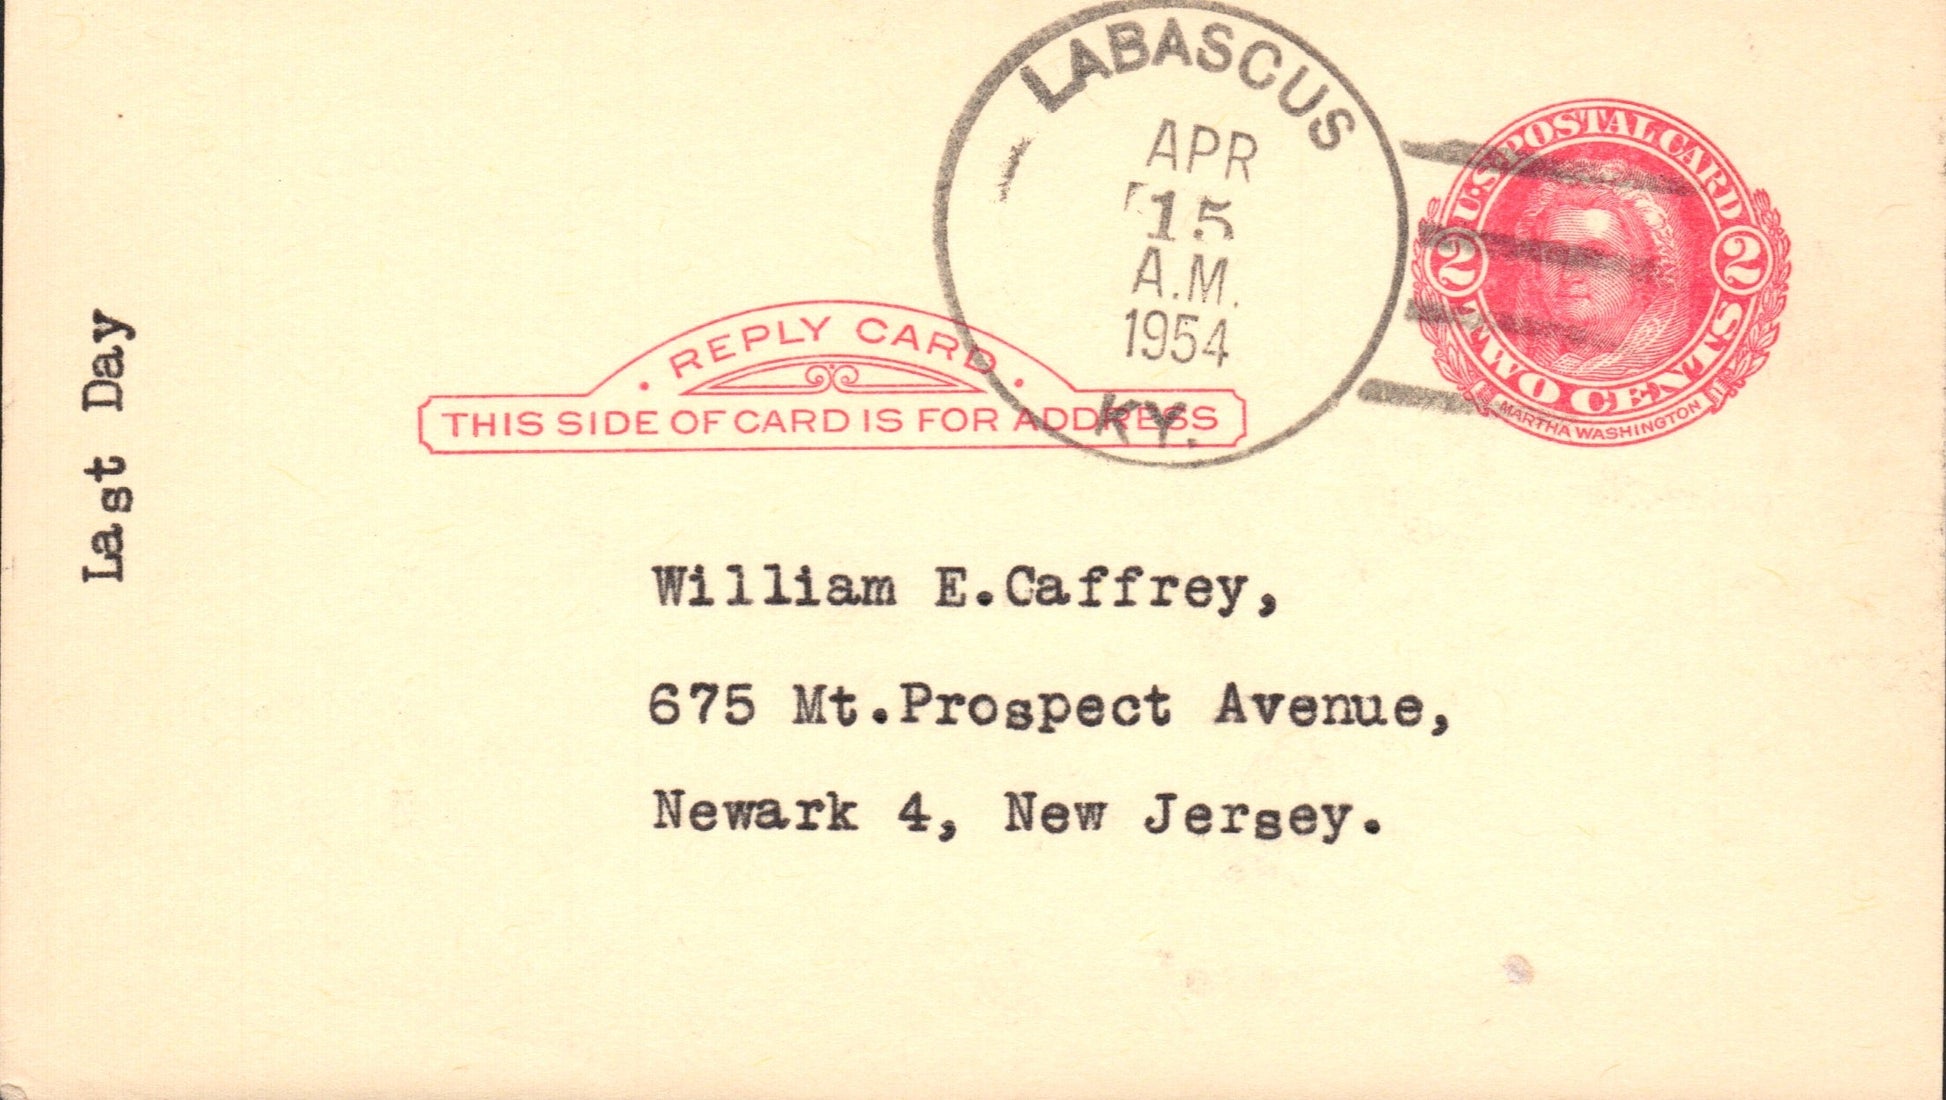 LABASCUS
APR
15
A.M.
1954
KY.
U.S. POSTAL CARD
2 2
TWO CENTS
MARTHA WASHINGTON
· REPLY CARD ·
THIS SIDE OF CARD IS FOR ADDRESS
Last Day
William E.Caffrey,
675 Mt.Prospect Avenue,
Newark 4, New Jersey.